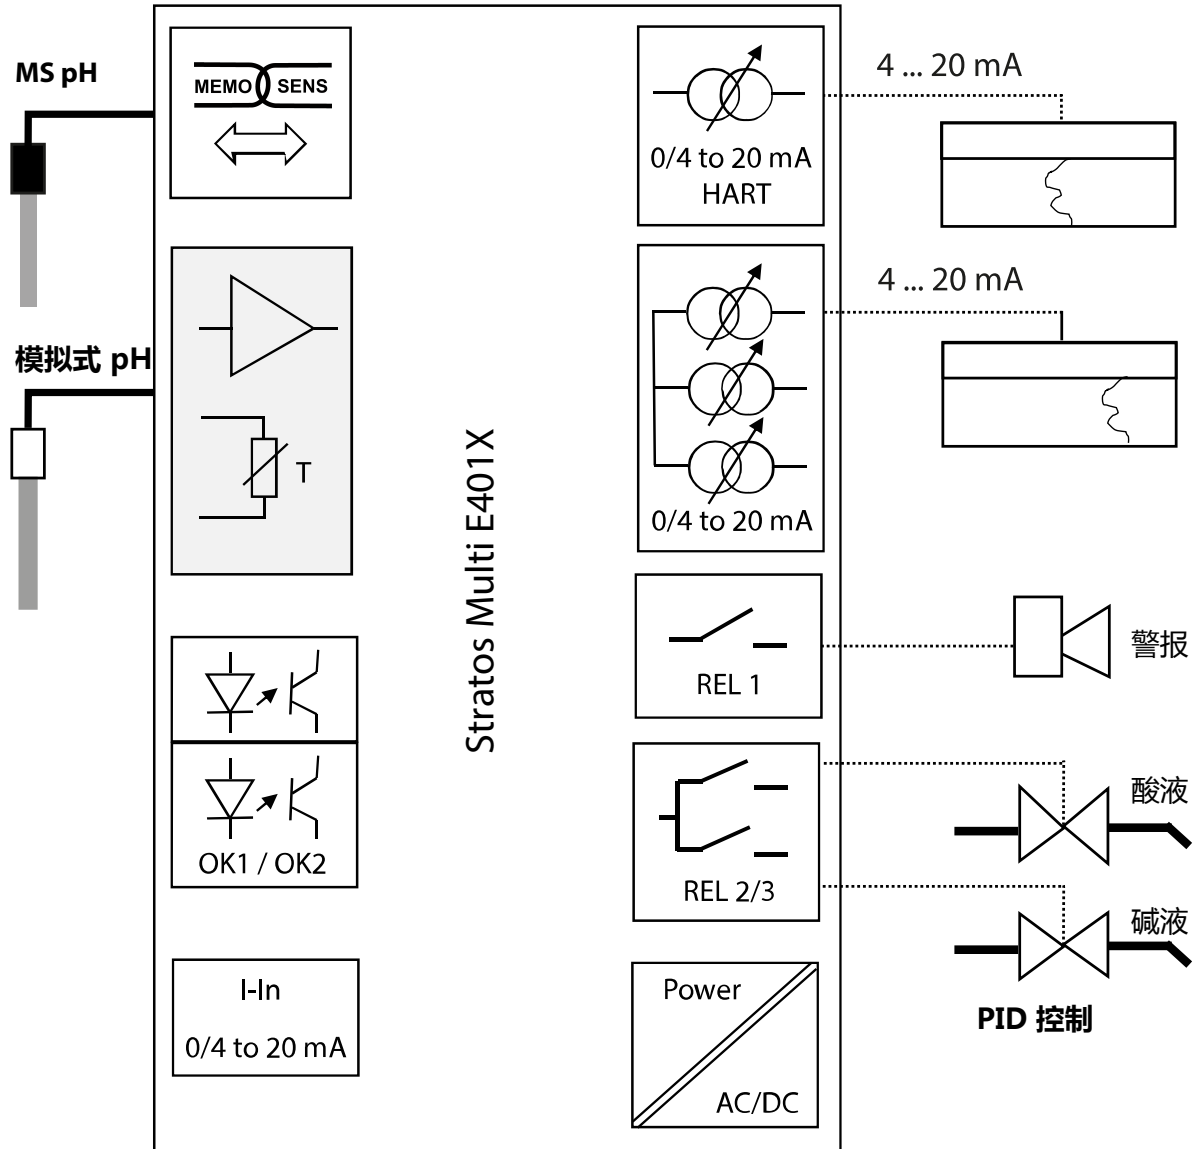 MS pH
MEMO SENS
模拟式 pH
T
OK1 / OK2
I-In
0/4 to 20 mA
Stratos Multi E401X
0/4 to 20 mA
HART
0/4 to 20 mA
REL 1
REL 2/3
Power
AC/DC
4 ... 20 mA
4 ... 20 mA
警报
酸液
碱液
PID 控制